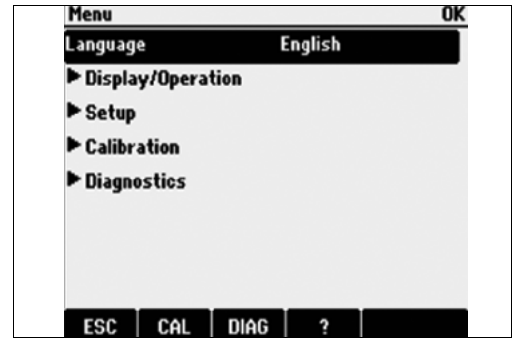 Menu OK
Language English
Display/Operation
Setup
Calibration
Diagnostics
ESC CAL DIAG ?